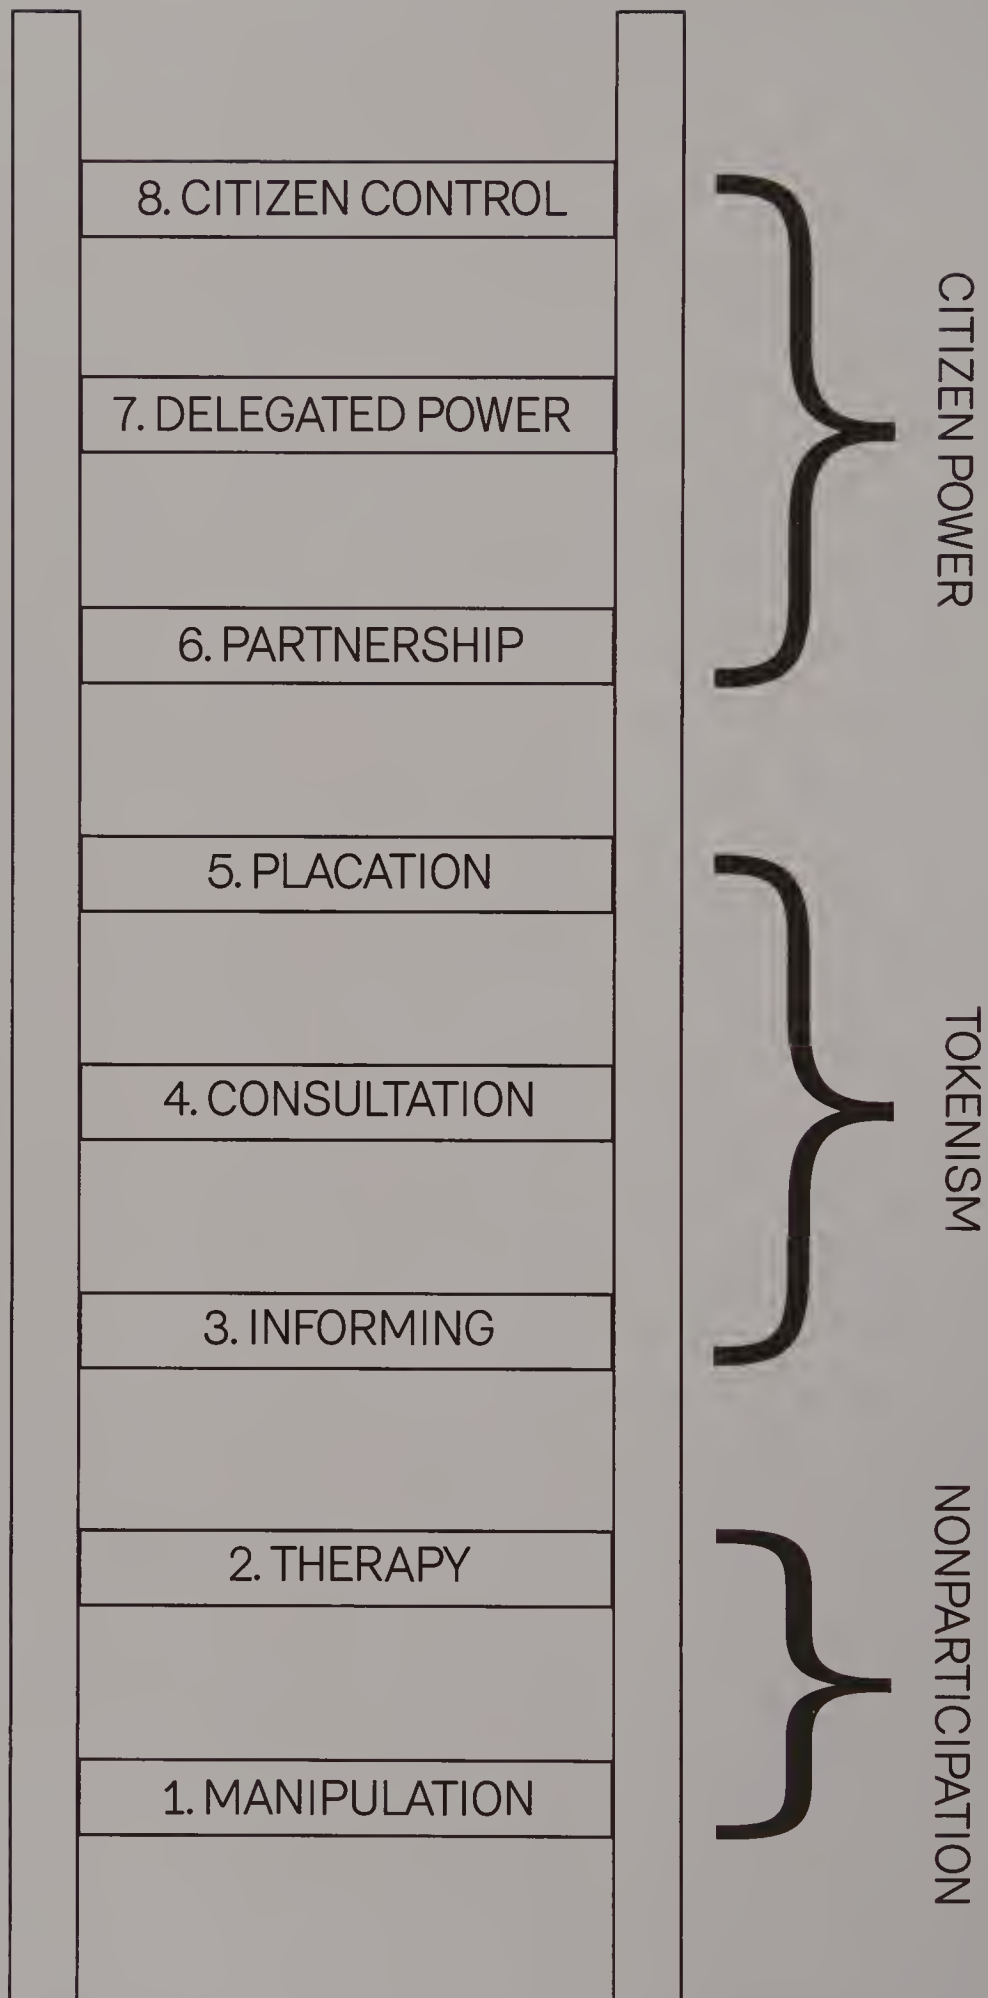 8. CITIZEN CONTROL
7. DELEGATED POWER
6. PARTNERSHIP
CITIZEN POWER
5. PLACATION
4. CONSULTATION
3. INFORMING
TOKENISM
2. THERAPY
1. MANIPULATION
NONPARTICIPATION